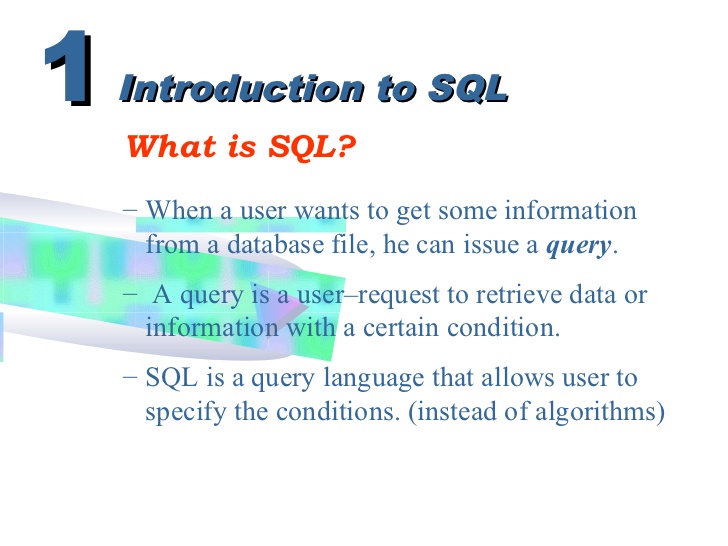 1 Introduction to SQL
What is SQL?
– When a user wants to get some information
from a database file, he can issue a query.
– A query is a user–request to retrieve data or
information with a certain condition.
– SQL is a query language that allows user to
specify the conditions. (instead of algorithms)